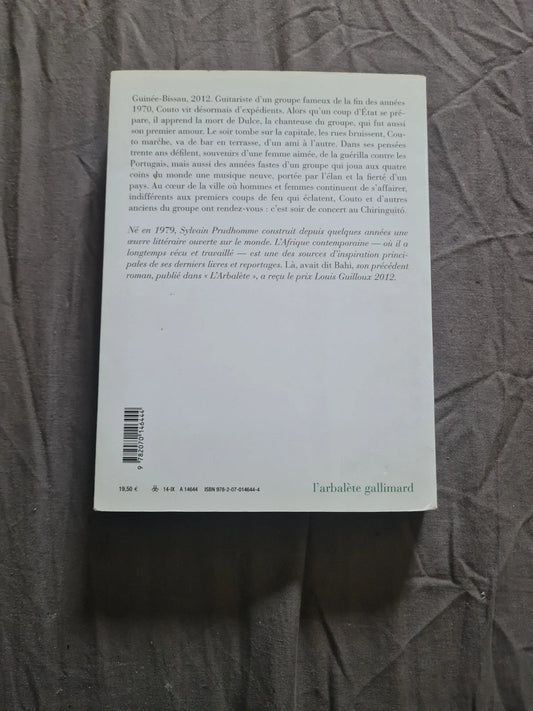 Guinée-Bissau, 2012. Guitariste d'un groupe fameux de la fin des années
1970, Couto vit désormais d'expédients. Alors qu'un coup d'État se pré-
pare, il apprend la mort de Dulce, la chanteuse du groupe, qui fut aussi
son premier amour. Le soir tombe sur la capitale, les rues bruissent, Cou-
to marche, va de bar en terrasse, d'un ami à l'autre. Dans ses pensées
trente ans défilent, souvenirs d'une femme aimée, de la guérilla contre les
Portugais, mais aussi des années fastes d'un groupe qui joua aux quatre
coins du monde une musique neuve, portée par l'élan et la fierté d'un
pays. Au cœur de la ville où hommes et femmes continuent de s'affairer,
indifférents aux premiers coups de feu qui éclatent, Couto et d'autres
anciens du groupe ont rendez-vous : c'est soir de concert au Chiringuitó.
Né en 1979, Sylvain Prudhomme construit depuis quelques années une
œuvre littéraire ouverte sur le monde. L'Afrique contemporaine — où il a
longtemps vécu et travaillé — est une des sources d'inspiration princi-
pales de ses derniers livres et reportages. Là, avait dit Bahi, son précédent
roman, publié dans « L'Arbalète », a reçu le prix Louis Guilloux 2012.
9 782070 146444
19,50 € 14-IX A 14644 ISBN 978-2-07-014644-4
l'arbalète gallimard